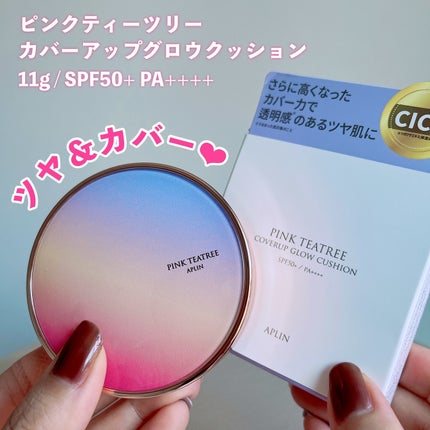 ピンクティーツリー
カバーアップグロウクッション
11g / SPF50+ PA++++
ツヤ&カバー❤
さらに高くなった
カバー力で
透明感*のあるツヤ肌に
CIC
PINK TEATREE
APLIN
PINK TEATREE
COVERUP GLOW CUSHION
SPF50+ / PA++++
APLIN